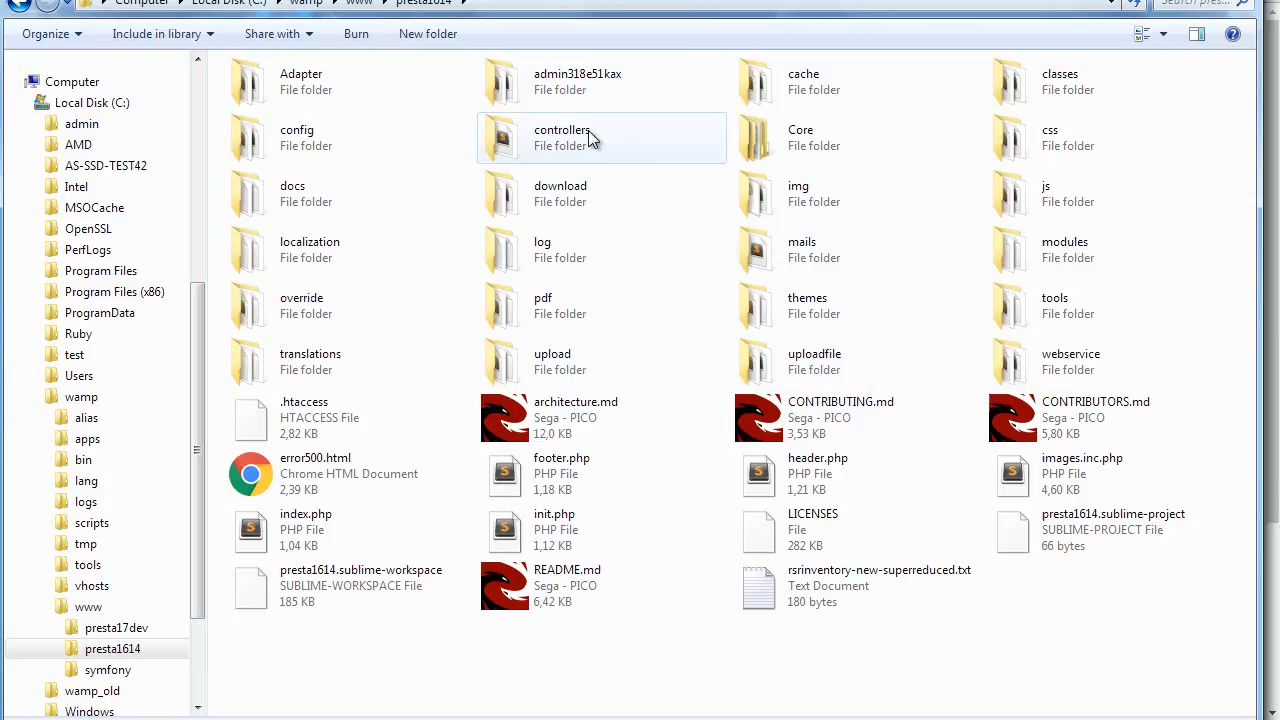 Computer ▸ Local Disk (C:) ▸ wamp ▸ www ▸ presta1614 ▸
Search pres...
Organize Include in library Share with Burn New folder
Computer
Local Disk (C:)
admin
AMD
AS-SSD-TEST42
Intel
MSOCache
OpenSSL
PerfLogs
Program Files
Program Files (x86)
ProgramData
Ruby
test
Users
wamp
alias
apps
bin
lang
logs
scripts
tmp
tools
vhosts
www
presta17dev
presta1614
symfony
wamp_old
Windows
Adapter
File folder
admin318e51kax
File folder
cache
File folder
classes
File folder
config
File folder
controllers
File folder
Core
File folder
css
File folder
docs
File folder
download
File folder
img
File folder
js
File folder
localization
File folder
log
File folder
mails
File folder
modules
File folder
override
File folder
pdf
File folder
themes
File folder
tools
File folder
translations
File folder
upload
File folder
uploadfile
File folder
webservice
File folder
.htaccess
HTACCESS File
2,82 KB
architecture.md
Sega - PICO
12,0 KB
CONTRIBUTING.md
Sega - PICO
3,53 KB
CONTRIBUTORS.md
Sega - PICO
5,80 KB
error500.html
Chrome HTML Document
2,39 KB
footer.php
PHP File
1,18 KB
header.php
PHP File
1,21 KB
images.inc.php
PHP File
4,60 KB
index.php
PHP File
1,04 KB
init.php
PHP File
1,12 KB
LICENSES
File
282 KB
presta1614.sublime-project
SUBLIME-PROJECT File
66 bytes
presta1614.sublime-workspace
SUBLIME-WORKSPACE File
185 KB
README.md
Sega - PICO
6,42 KB
rsrinventory-new-superreduced.txt
Text Document
180 bytes